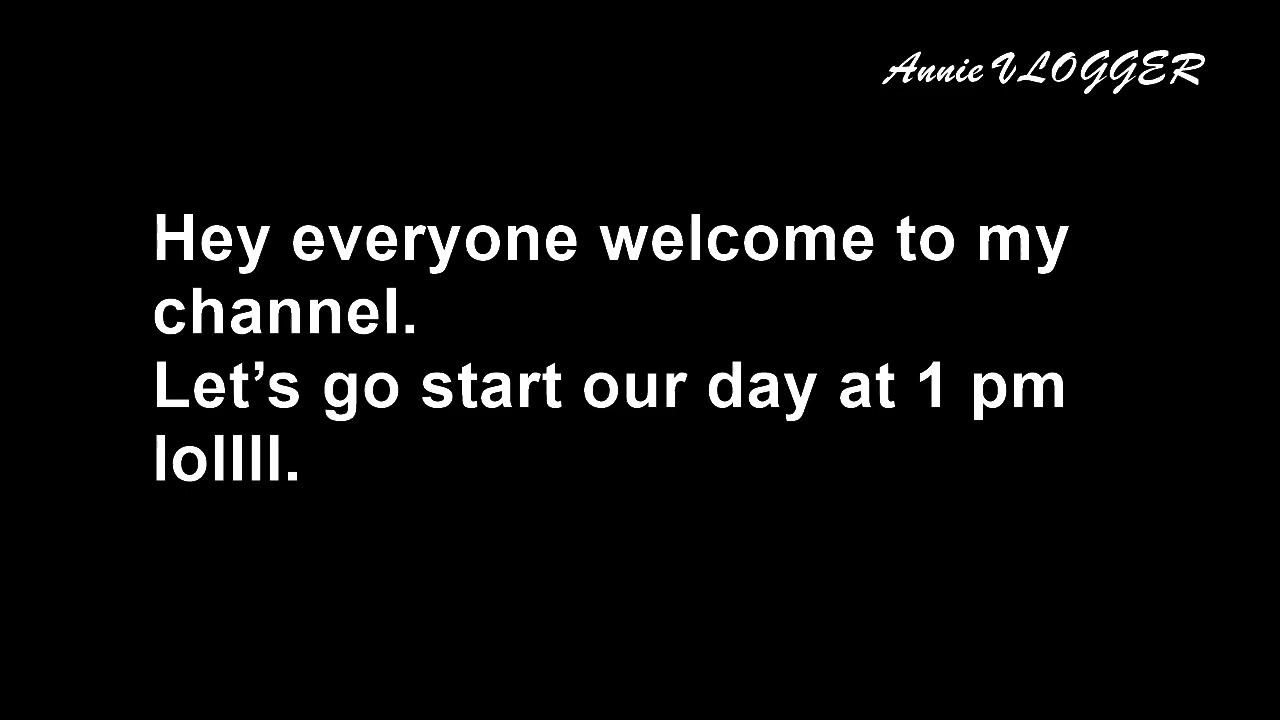 Annie VLOGGER
Hey everyone welcome to my
channel.
Let’s go start our day at 1 pm
lollll.